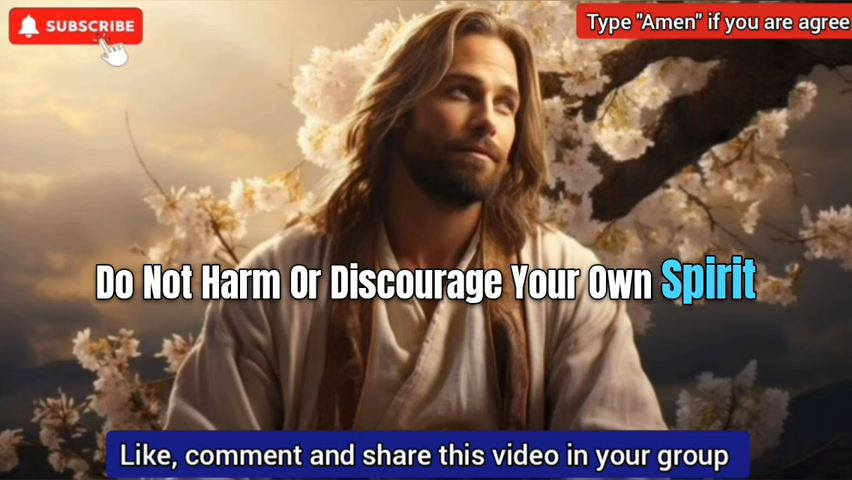 SUBSCRIBE
Type "Amen" if you are agree
Do Not Harm Or Discourage Your Own Spirit
Like, comment and share this video in your group